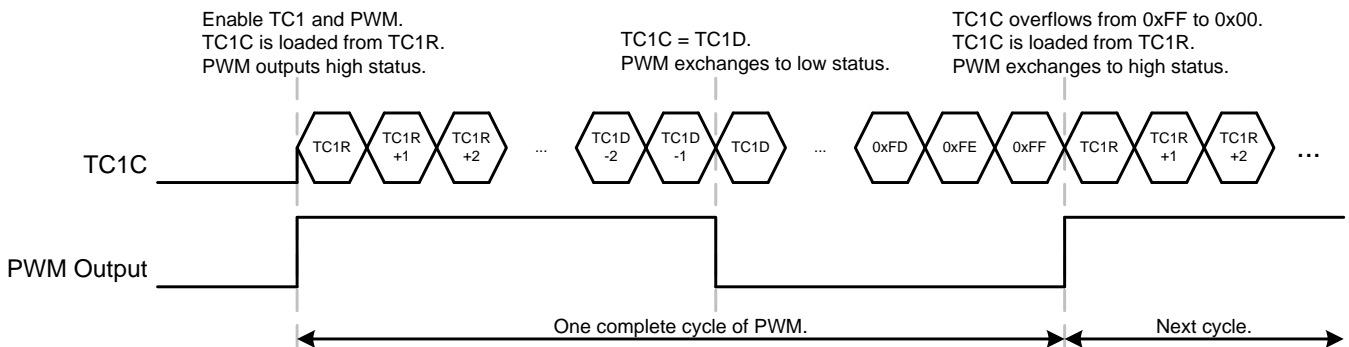 Enable TC1 and PWM.
TC1C is loaded from TC1R.
PWM outputs high status.
TC1C = TC1D.
PWM exchanges to low status.
TC1C overflows from 0xFF to 0x00.
TC1C is loaded from TC1R.
PWM exchanges to high status.
TC1C
TC1R
TC1R
+1
TC1R
+2
...
TC1D
-2
TC1D
-1
TC1D
...
0xFD
0xFE
0xFF
TC1R
TC1R
+1
TC1R
+2
...
PWM Output
One complete cycle of PWM.
Next cycle.